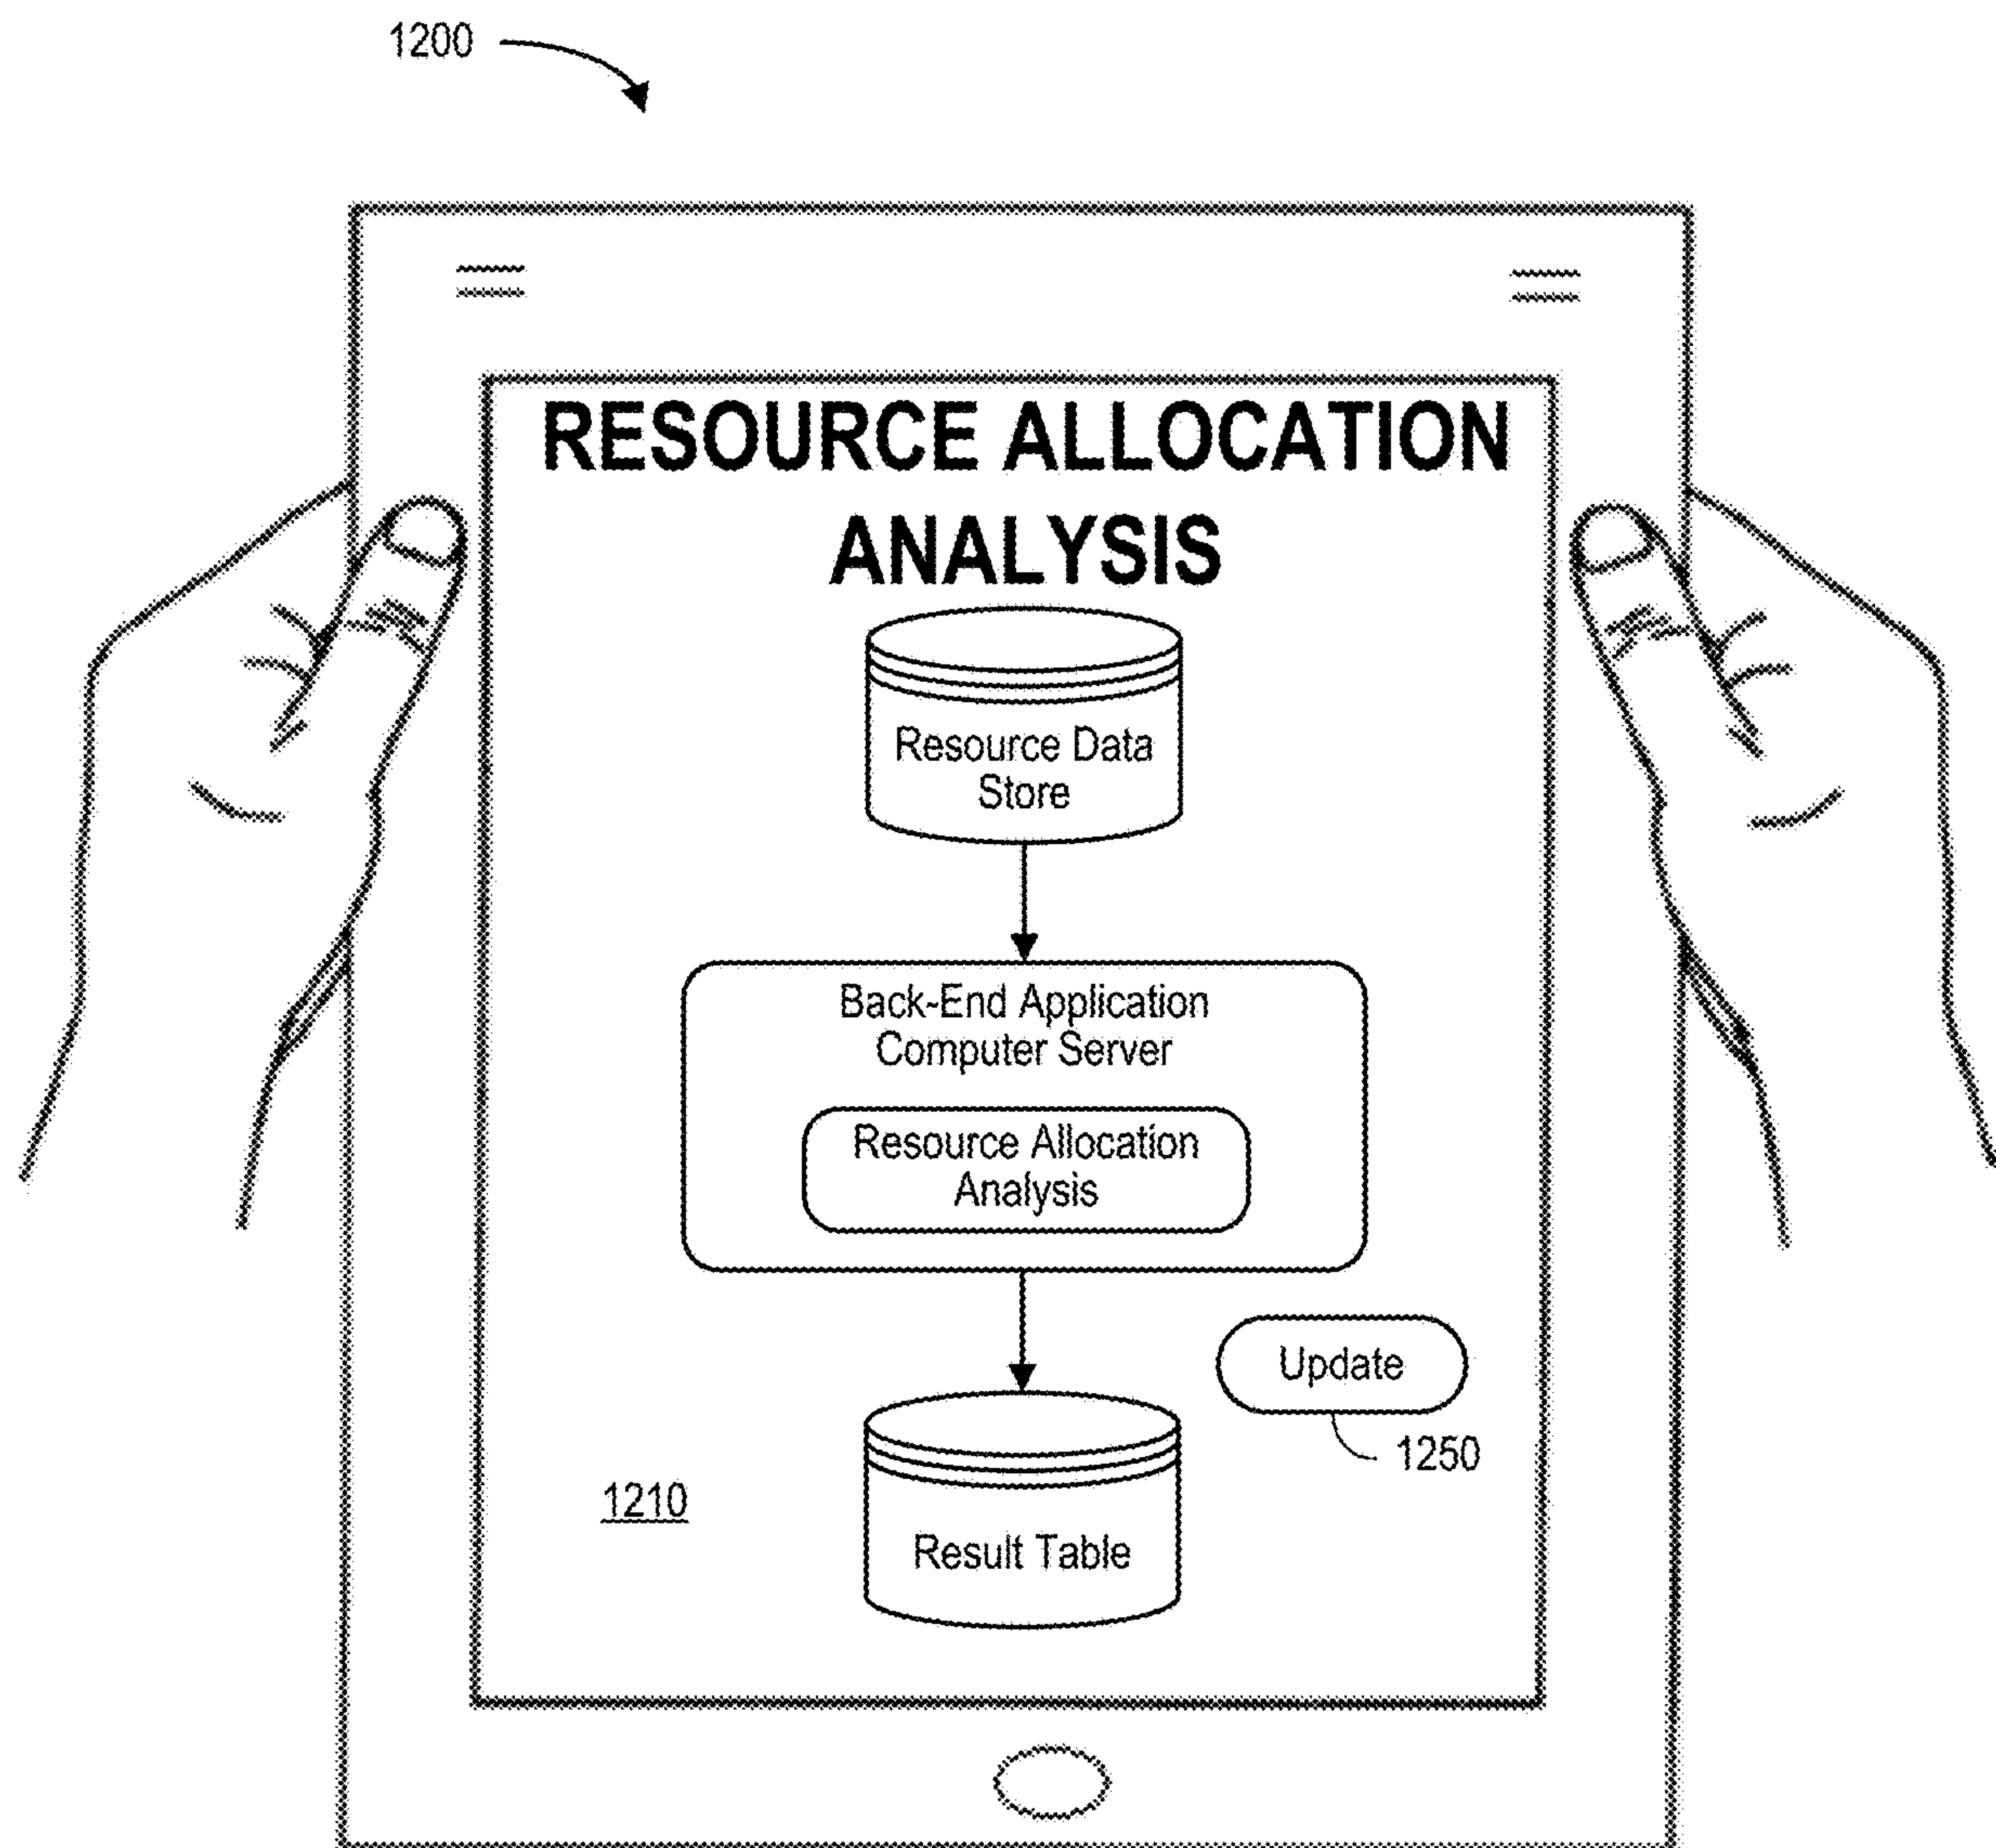 1200
RESOURCE ALLOCATION
ANALYSIS
Resource Data
Store
Back-End Application
Computer Server
Resource Allocation
Analysis
Update
1250
1210
Result Table